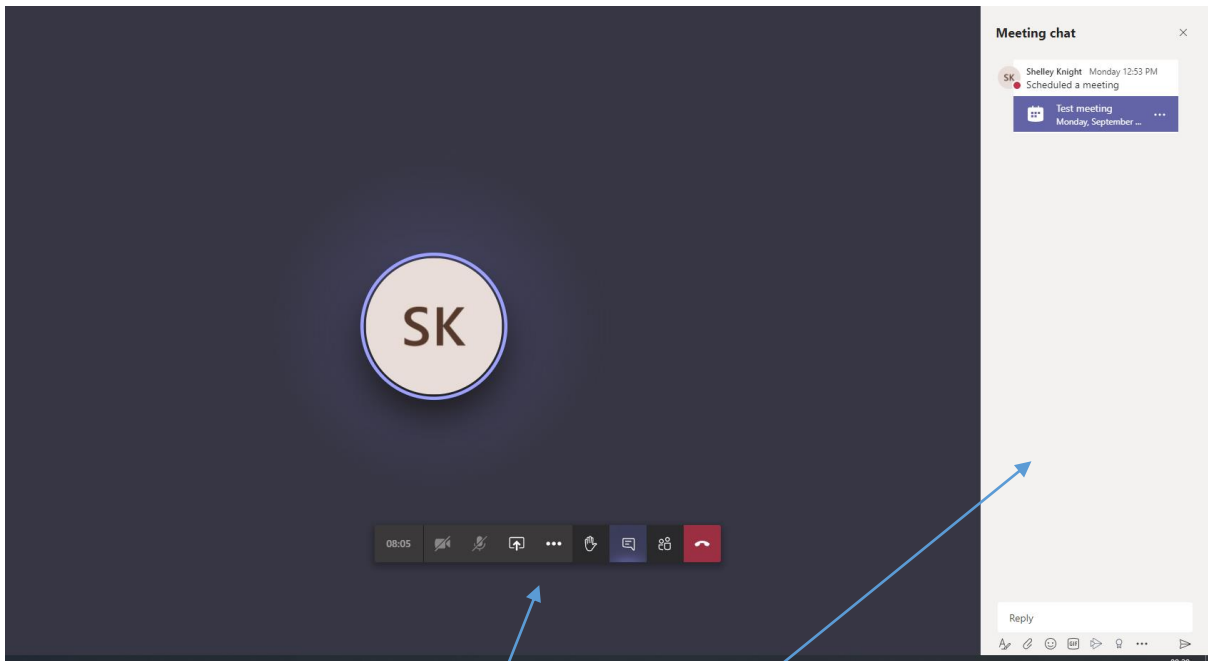 Meeting chat
SK
Shelley Knight Monday 12:53 PM
Scheduled a meeting
Test meeting
Monday, September ...
SK
08:05
Reply
GIF